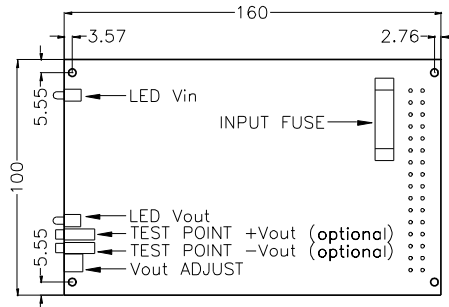 160
3.57
2.76
5.55
LED Vin
INPUT FUSE
100
LED Vout
TEST POINT +Vout (optional)
TEST POINT -Vout (optional)
5.55
Vout ADJUST